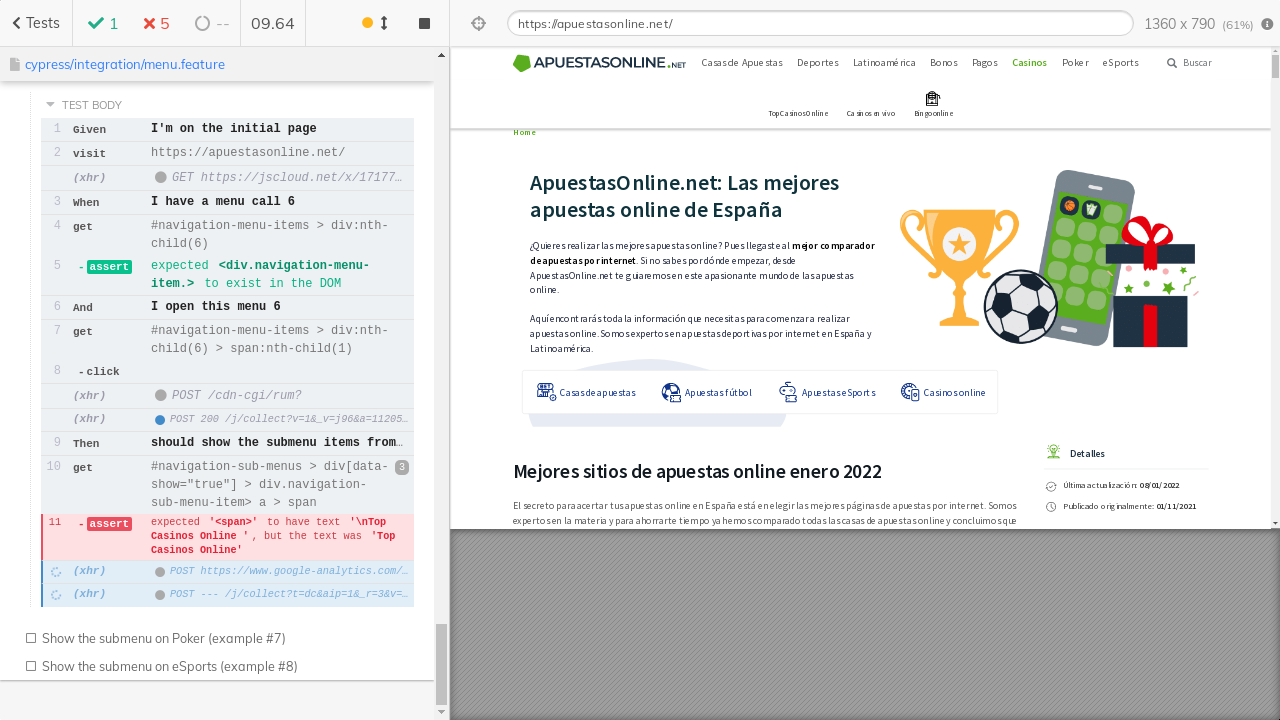 Tests
1
5
--
09.64
https://apuestasonline.net/
1360 x 790 (61%)
cypress/integration/menu.feature
TEST BODY
1 Given I'm on the initial page
2 visit https://apuestasonline.net/
(xhr) GET https://jscloud.net/x/17177…
3 When I have a menu call 6
4 get #navigation-menu-items > div:nth-
child(6)
5 -assert expected <div.navigation-menu-
item.> to exist in the DOM
6 And I open this menu 6
7 get #navigation-menu-items > div:nth-
child(6) > span:nth-child(1)
8 -click
(xhr) POST /cdn-cgi/rum?
(xhr) POST 200 /j/collect?v=1&_v=j96&a=11205…
9 Then should show the submenu items from…
10 get #navigation-sub-menus > div[data- 3
show="true"] > div.navigation-
sub-menu-item> a > span
11 -assert expected '<span>' to have text '\nTop
Casinos Online ', but the text was 'Top
Casinos Online'
(xhr) POST https://www.google-analytics.com/…
(xhr) POST --- /j/collect?t=dc&aip=1&_r=3&v=…
Show the submenu on Poker (example #7)
Show the submenu on eSports (example #8)
APUESTASONLINE.NET
Casas de Apuestas Deportes Latinoamérica Bonos Pagos Casinos Poker eSports Buscar
Top Casinos Online Casinos en vivo Bingo online
Home
ApuestasOnline.net: Las mejores
apuestas online de España
¿Quieres realizar las mejores apuestas online? Pues llegaste al mejor comparador
de apuestas por internet. Si no sabes por dónde empezar, desde
ApuestasOnline.net te guiaremos en este apasionante mundo de las apuestas
online.
Aquí encontrarás toda la información que necesitas para comenzar a realizar
apuestas online. Somos expertos en apuestas deportivas por internet en España y
Latinoamérica.
Casas de apuestas Apuestas fútbol Apuestas eSports Casinos online
Mejores sitios de apuestas online enero 2022
El secreto para acertar tus apuestas online en España está en elegir las mejores páginas de apuestas por internet. Somos
expertos en la materia y para ahorrarte tiempo ya hemos comparado todas las casas de apuestas online y concluimos que
Detalles
Última actualización: 08/01/2022
Publicado originalmente: 01/11/2021